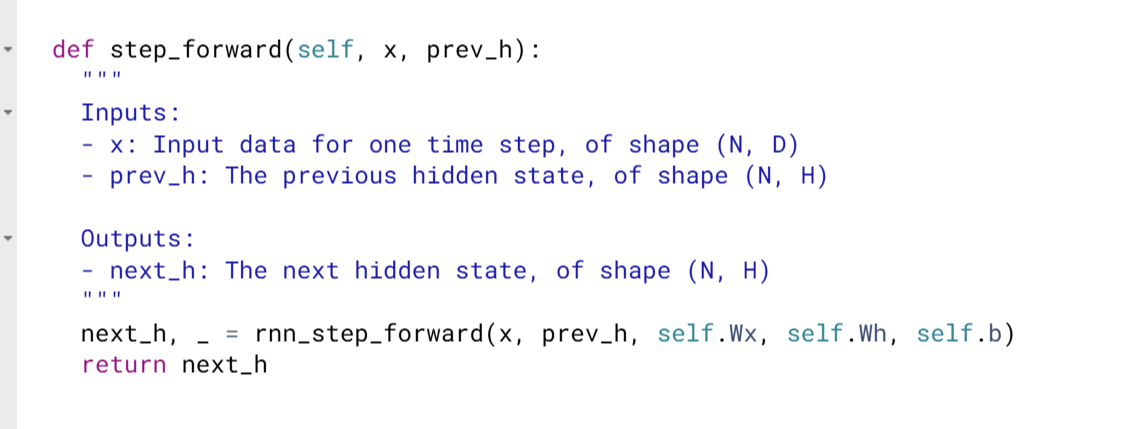 def step_forward(self, x, prev_h):
"""
Inputs:
- x: Input data for one time step, of shape (N, D)
- prev_h: The previous hidden state, of shape (N, H)
Outputs:
- next_h: The next hidden state, of shape (N, H)
"""
next_h, _ = rnn_step_forward(x, prev_h, self.Wx, self.Wh, self.b)
return next_h